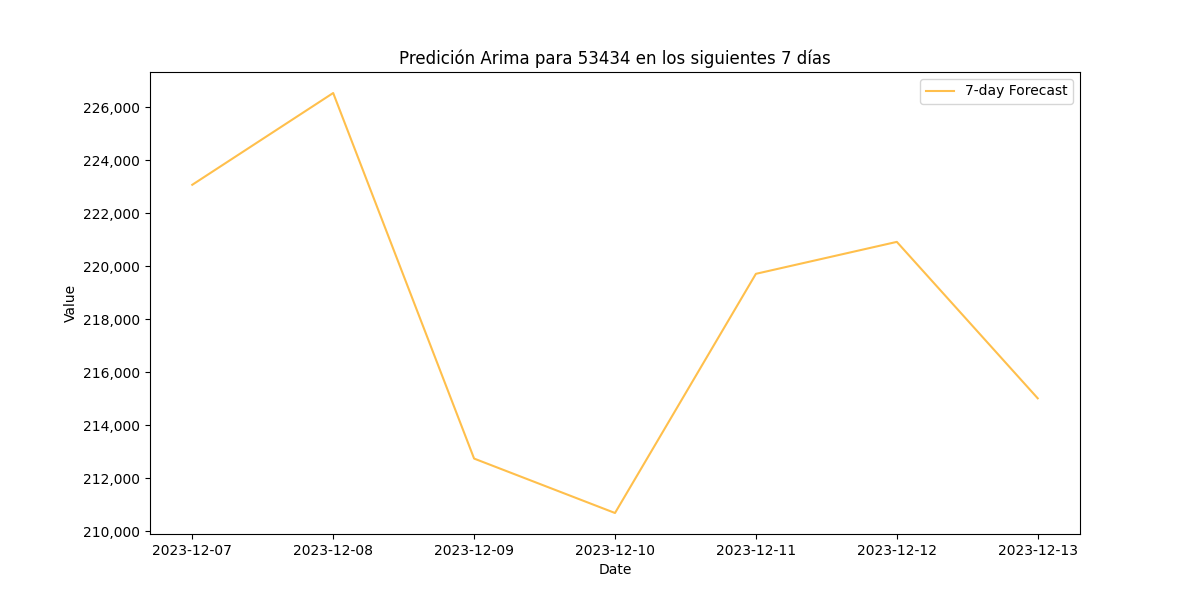 Predición Arima para 53434 en los siguientes 7 días
7-day Forecast
Value
226,000
224,000
222,000
220,000
218,000
216,000
214,000
212,000
210,000
2023-12-07 2023-12-08 2023-12-09 2023-12-10 2023-12-11 2023-12-12 2023-12-13
Date